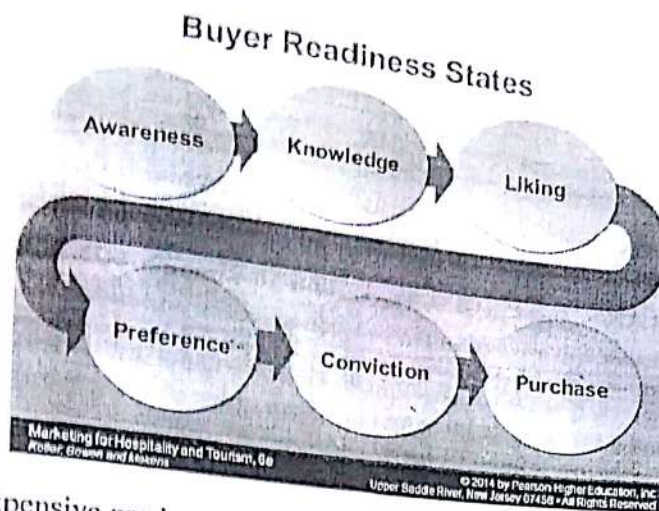 Buyer Readiness States
Awareness
Knowledge
Liking
Preference
Conviction
Purchase
Marketing for Hospitality and Tourism, 6e
Kotler, Bowen and Makens
© 2014 by Pearson Higher Education, Inc
Upper Saddle River, New Jersey 07458 • All Rights Reserved